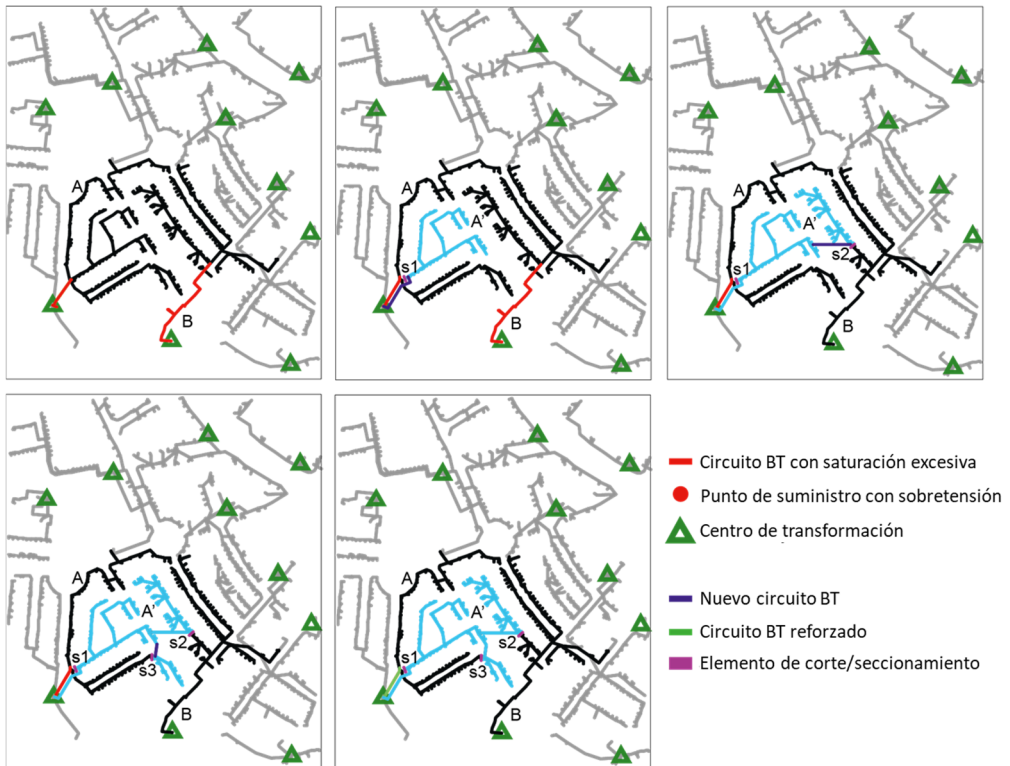 A
B
A
A'
s1
B
A
A'
s1
s2
B
A
A'
s1
s2
s3
B
A
A'
s1
s2
s3
B
Circuito BT con saturación excesiva
Punto de suministro con sobretensión
Centro de transformación
Nuevo circuito BT
Circuito BT reforzado
Elemento de corte/seccionamiento